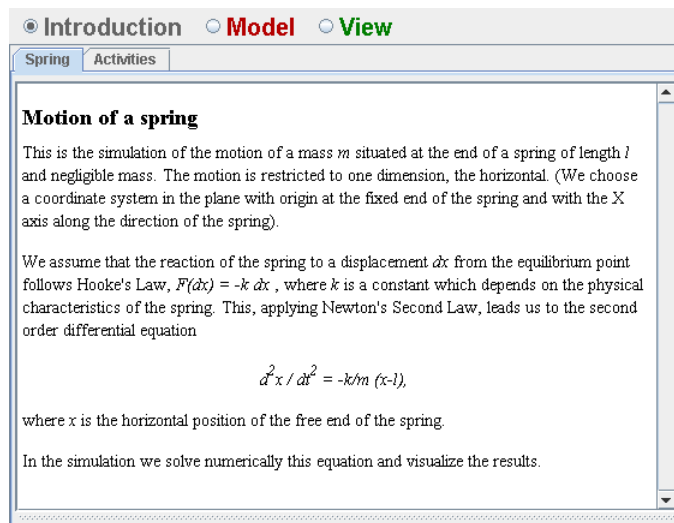 Introduction Model View
Spring Activities
Motion of a spring
This is the simulation of the motion of a mass m situated at the end of a spring of length l
and negligible mass. The motion is restricted to one dimension, the horizontal. (We choose
a coordinate system in the plane with origin at the fixed end of the spring and with the X
axis along the direction of the spring).
We assume that the reaction of the spring to a displacement dx from the equilibrium point
follows Hooke's Law, F(dx) = -k dx , where k is a constant which depends on the physical
characteristics of the spring. This, applying Newton's Second Law, leads us to the second
order differential equation
d²x / dt² = -k/m (x-l),
where x is the horizontal position of the free end of the spring.
In the simulation we solve numerically this equation and visualize the results.